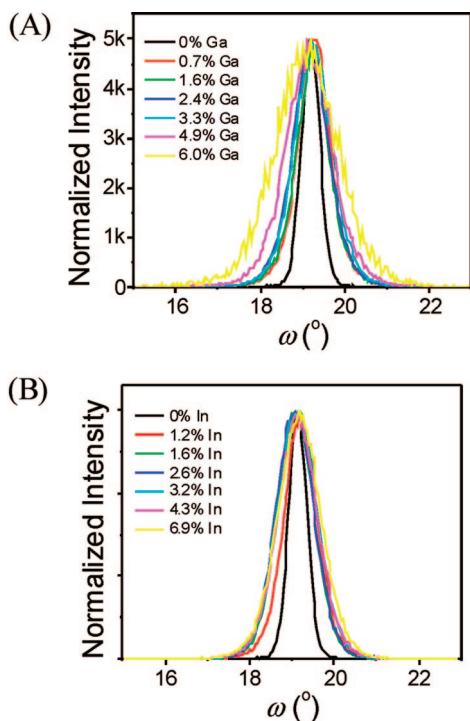 (A)
Normalized Intensity
5k
4k
3k
2k
1k
0
0% Ga
0.7% Ga
1.6% Ga
2.4% Ga
3.3% Ga
4.9% Ga
6.0% Ga
16 18 20 22
ω (°)
(B)
Normalized Intensity
0% In
1.2% In
1.6% In
2.6% In
3.2% In
4.3% In
6.9% In
16 18 20 22
ω (°)